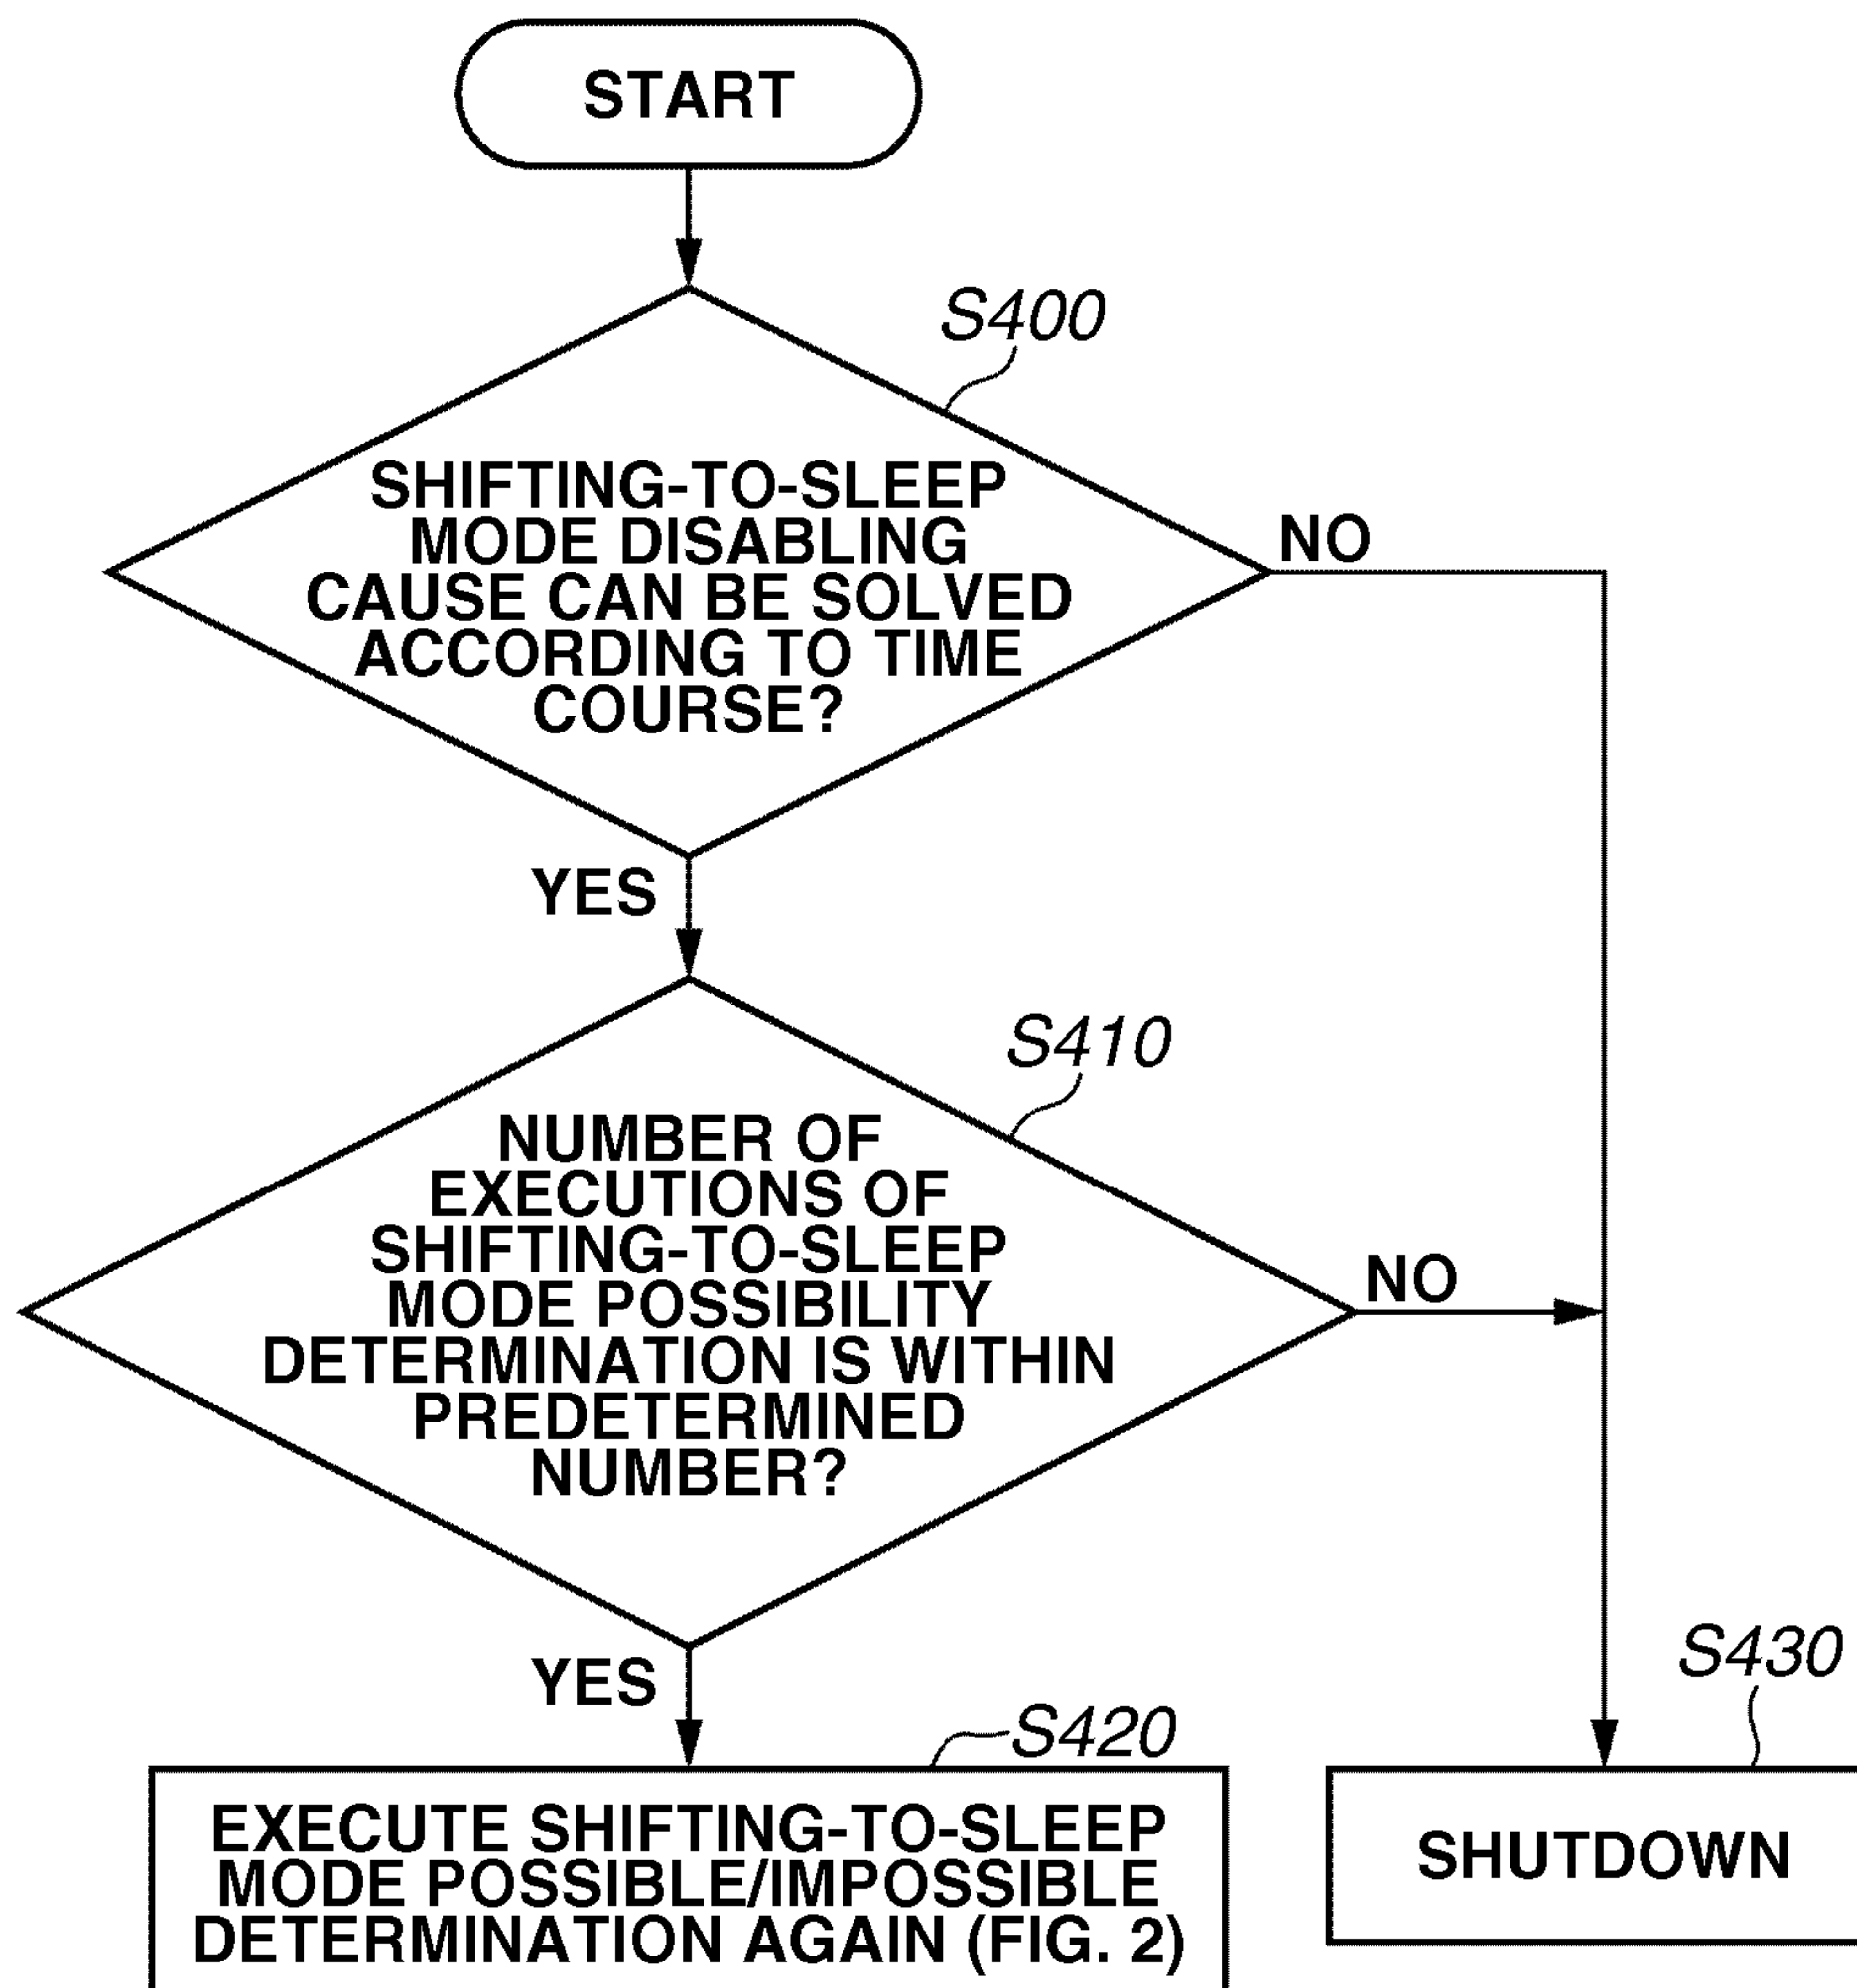 START
S400
SHIFTING-TO-SLEEP
MODE DISABLING
CAUSE CAN BE SOLVED
ACCORDING TO TIME
COURSE?
NO
YES
S410
NUMBER OF
EXECUTIONS OF
SHIFTING-TO-SLEEP
MODE POSSIBILITY
DETERMINATION IS WITHIN
PREDETERMINED
NUMBER?
NO
YES
S420
EXECUTE SHIFTING-TO-SLEEP
MODE POSSIBLE/IMPOSSIBLE
DETERMINATION AGAIN (FIG. 2)
S430
SHUTDOWN